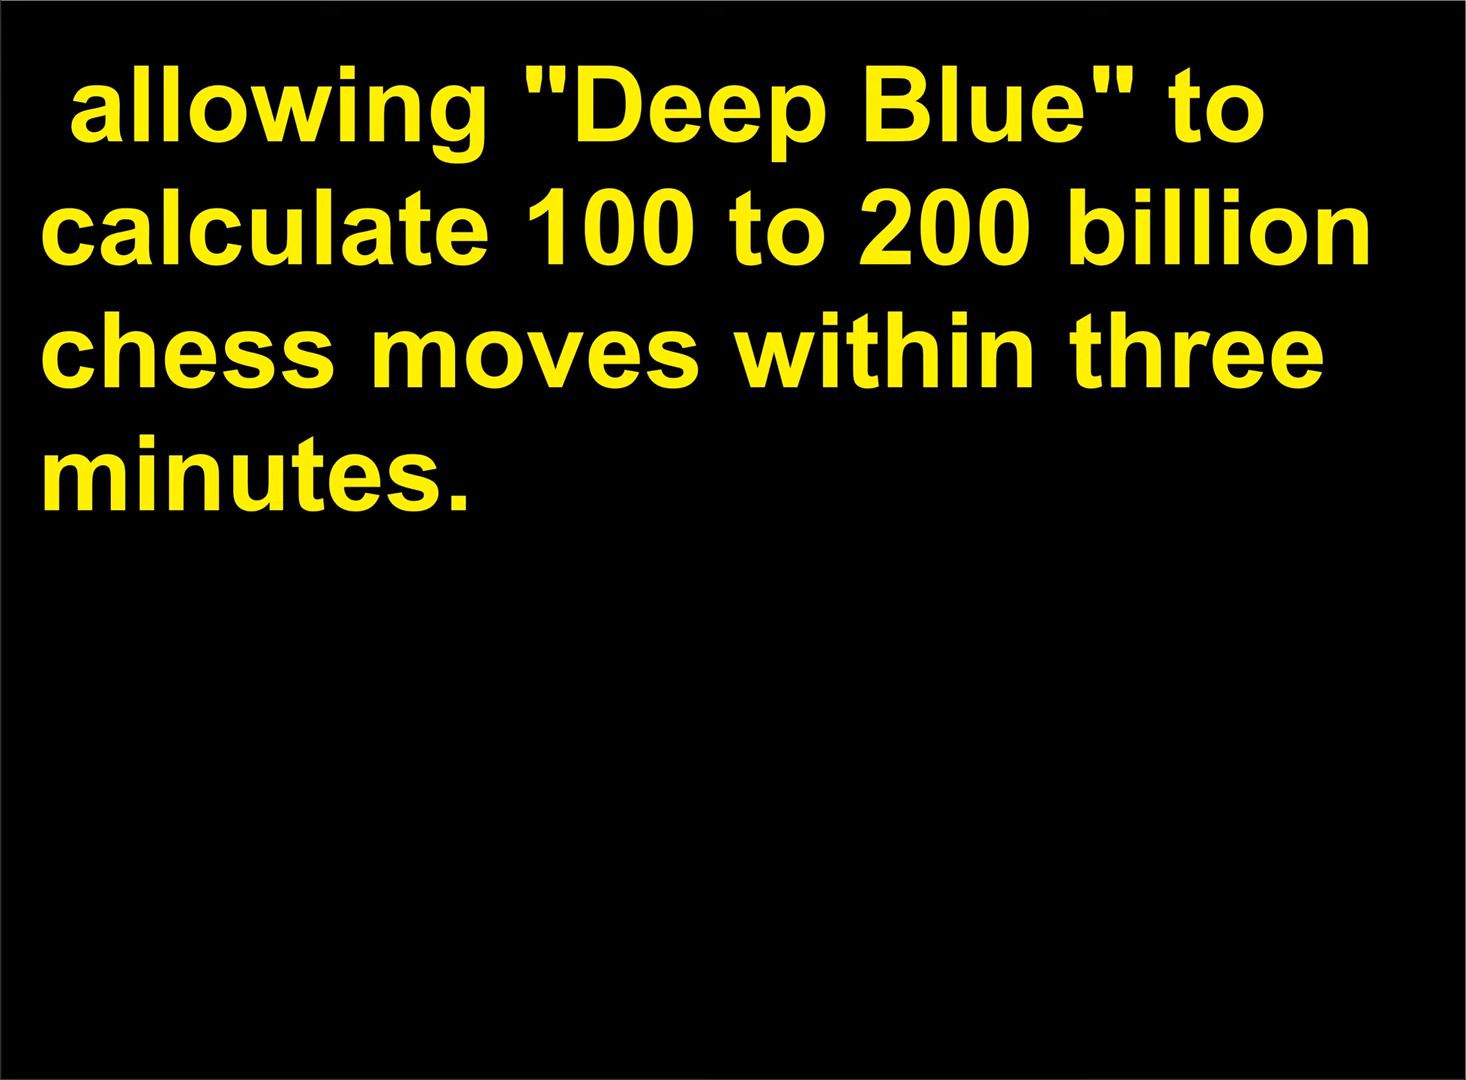 allowing "Deep Blue" to
calculate 100 to 200 billion
chess moves within three
minutes.